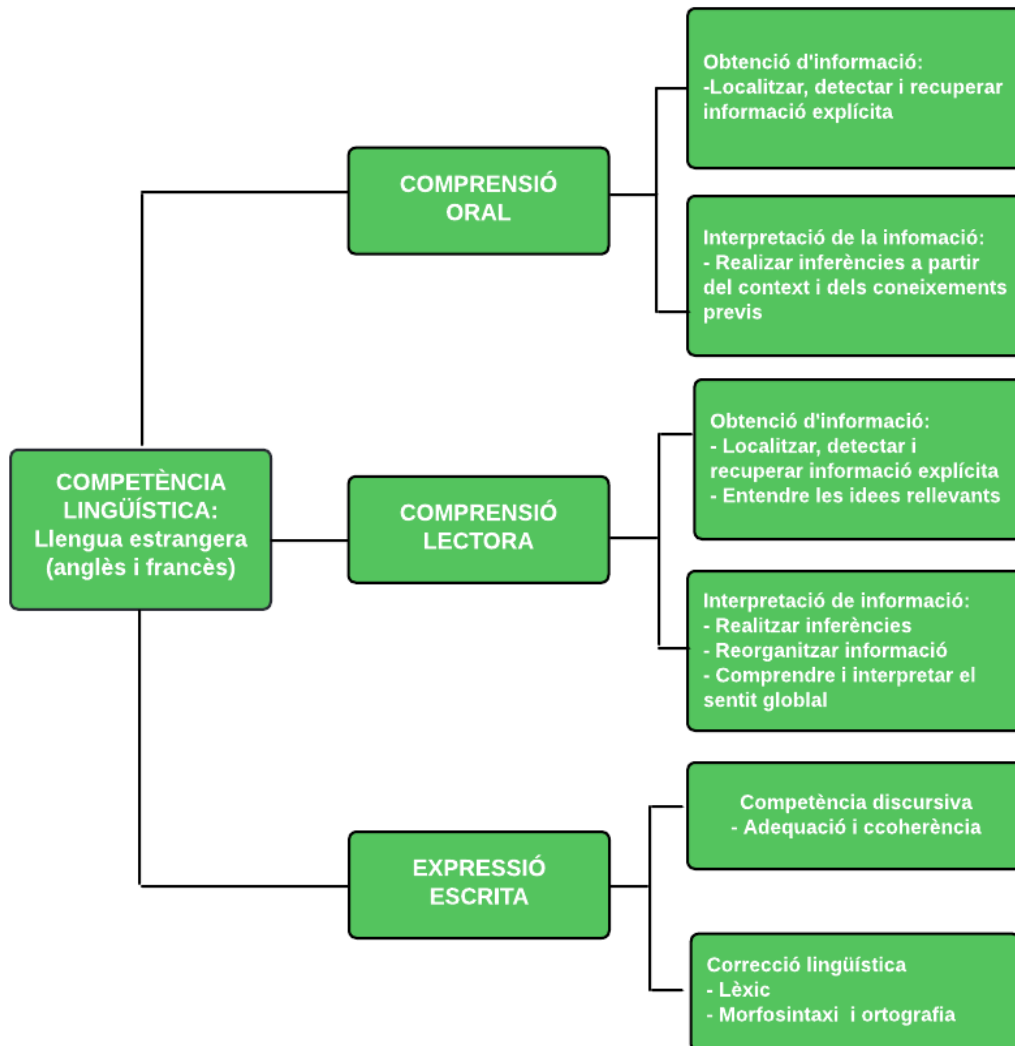 Obtenció d'informació:
-Localitzar, detectar i recuperar
informació explícita
COMPRENSIÓ
ORAL
Interpretació de la infomació:
- Realizar inferències a partir
del context i dels coneixements
previs
COMPETÈNCIA
LINGÜÍSTICA:
Llengua estrangera
(anglès i francès)
COMPRENSIÓ
LECTORA
Obtenció d'informació:
- Localitzar, detectar i
recuperar informació explícita
- Entendre les idees rellevants
Interpretació de informació:
- Realitzar inferències
- Reorganitzar informació
- Comprendre i interpretar el
sentit globlal
EXPRESSIÓ
ESCRITA
Competència discursiva
- Adequació i ccoherència
Correcció lingüística
- Lèxic
- Morfosintaxi  i ortografia